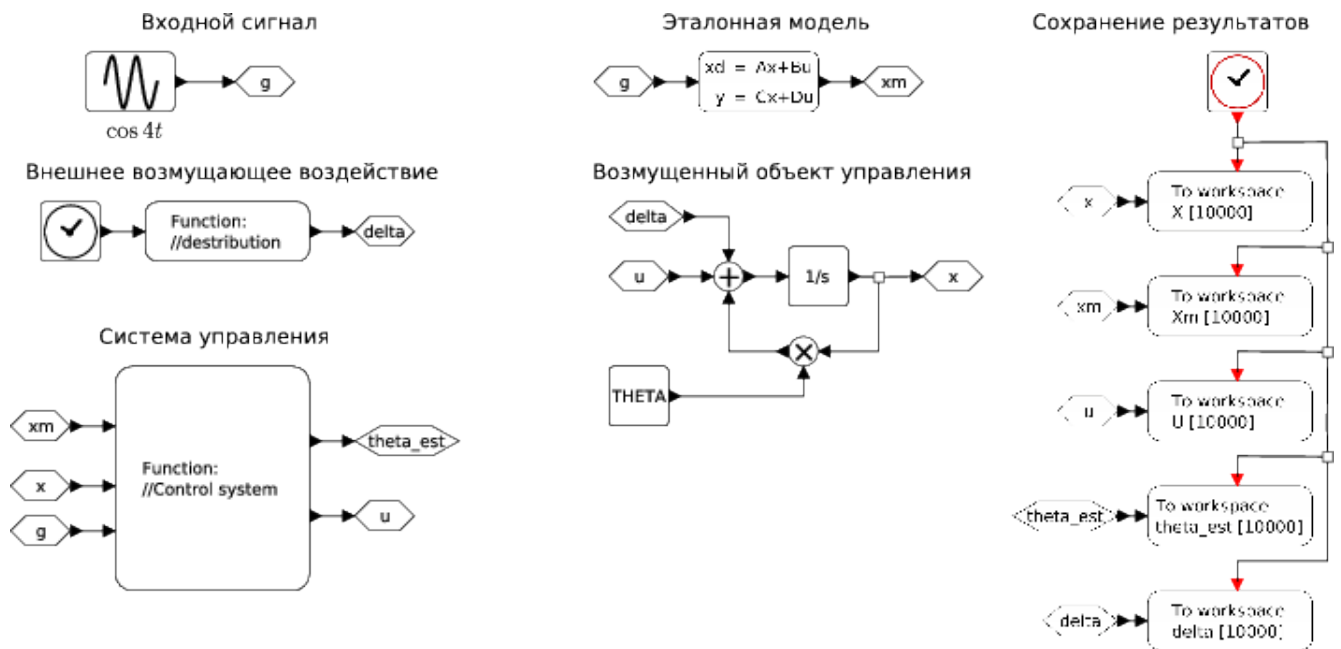 Входной сигнал
g
cos 4t
Внешнее возмущающее воздействие
Function:
//destribution
delta
Система управления
xm
x
g
Function:
//Control system
theta_est
u
Эталонная модель
g
xd = Ax+Bu
y = Cx+Du
xm
Возмущенный объект управления
delta
u
1/s
x
THETA
Сохранение результатов
x
To workspace
X [10000]
xm
To workspace
Xm [10000]
u
To workspace
U [10000]
theta_est
To workspace
theta_est [10000]
delta
To workspace
delta [10000]